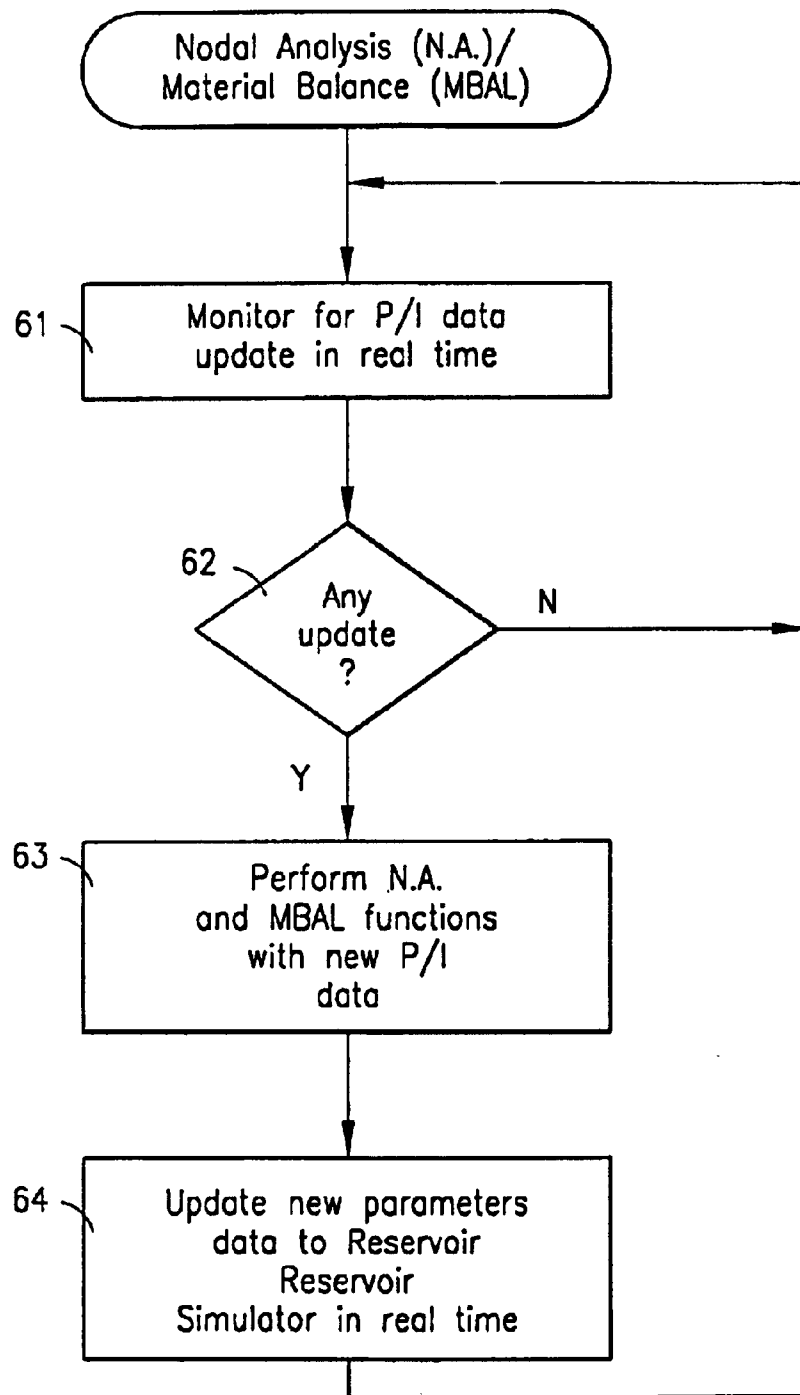 Nodal Analysis (N.A.)/
Material Balance (MBAL)
61
Monitor for P/I data
update in real time
62
Any
update
?
N
Y
63
Perform N.A.
and MBAL functions
with new P/I
data
64
Update new parameters
data to Reservoir
Reservoir
Simulator in real time